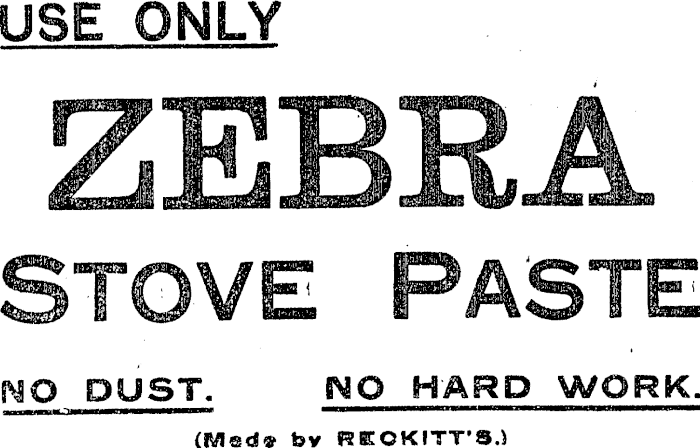 USE ONLY
ZEBRA
STOVE PASTE
NO DUST. NO HARD WORK.
(Made by RECKITT'S.)